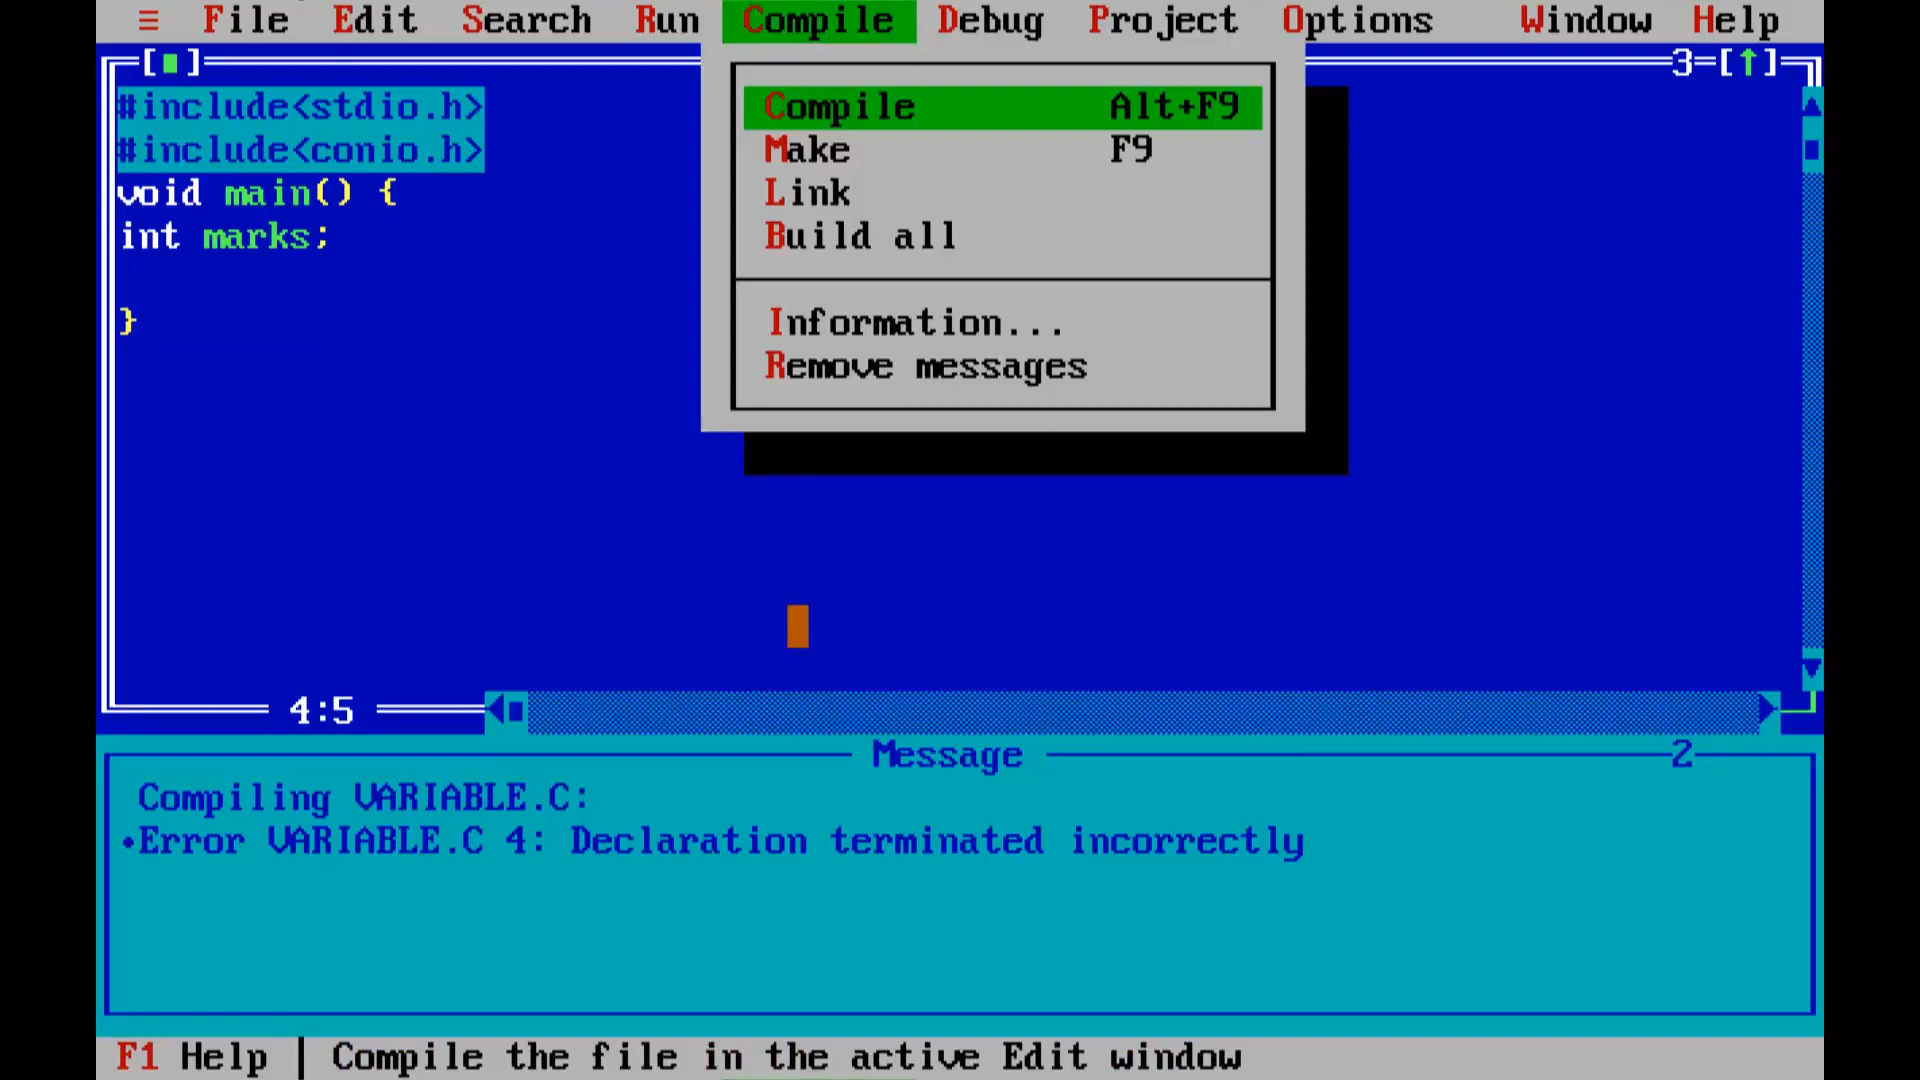 ≡ File Edit Search Run Compile Debug Project Options Window Help
[■] 3=[↑]
#include<stdio.h>
#include<conio.h>
void main() {
int marks;
}
Compile Alt+F9
Make F9
Link
Build all
Information...
Remove messages
4:5
Message 2
Compiling VARIABLE.C:
•Error VARIABLE.C 4: Declaration terminated incorrectly
F1 Help | Compile the file in the active Edit window